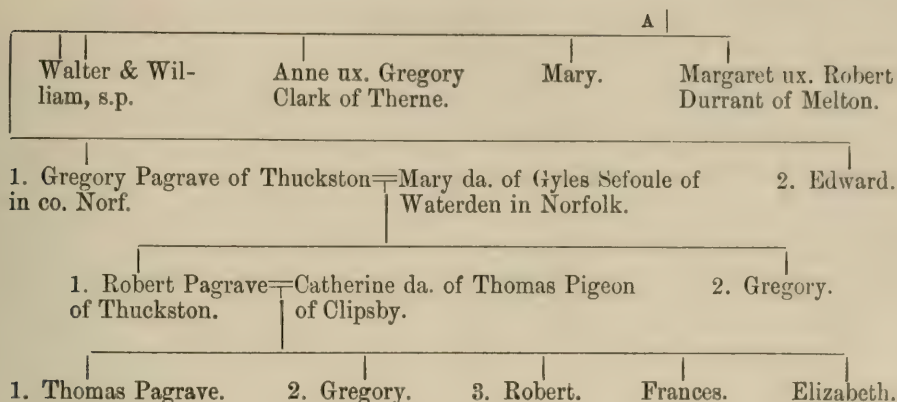 A
Walter & Wil-
liam, s.p.
Anne ux. Gregory
Clark of Therne.
Mary.
Margaret ux. Robert
Durrant of Melton.
1. Gregory Pagrave of Thuckston
in co. Norf.
Mary da. of Gyles Sefoule of
Waterden in Norfolk.
2. Edward.
1. Robert Pagrave
of Thuckston.
Catherine da. of Thomas Pigeon
of Clipsby.
2. Gregory.
1. Thomas Pagrave.
2. Gregory.
3. Robert.
Frances.
Elizabeth.